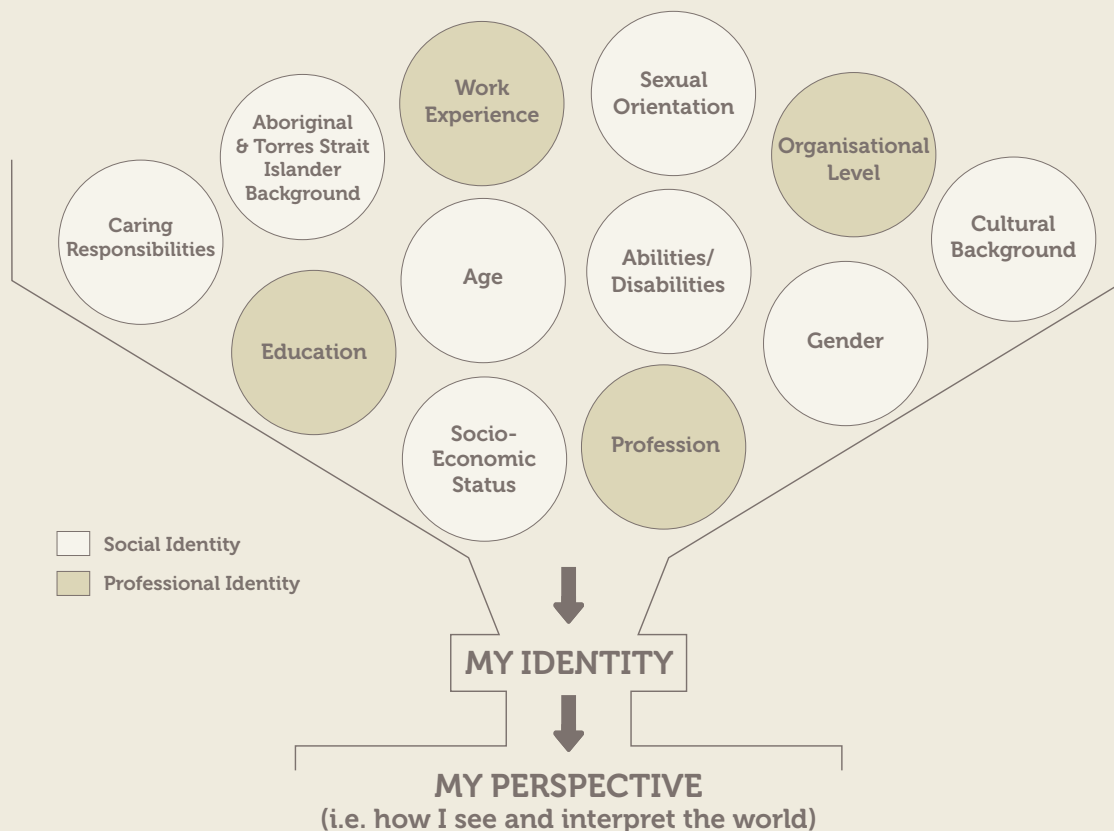 Work
Experience
Sexual
Orientation
Aboriginal
& Torres Strait
Islander
Background
Organisational
Level
Caring
Responsibilities
Cultural
Background
Age
Abilities/
Disabilities
Education
Gender
Socio-
Economic
Status
Profession
Social Identity
Professional Identity
MY IDENTITY
MY PERSPECTIVE
(i.e. how I see and interpret the world)